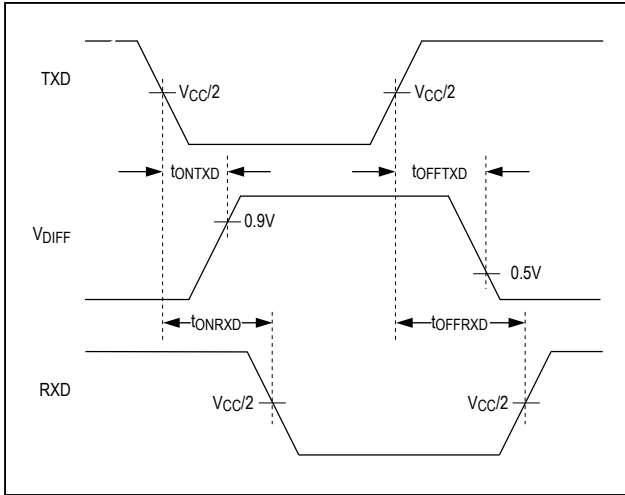 TXD
VCC/2
VCC/2
tONTXD
tOFFTXD
VDIFF
0.9V
0.5V
tONRXD
tOFFRXD
RXD
VCC/2
VCC/2